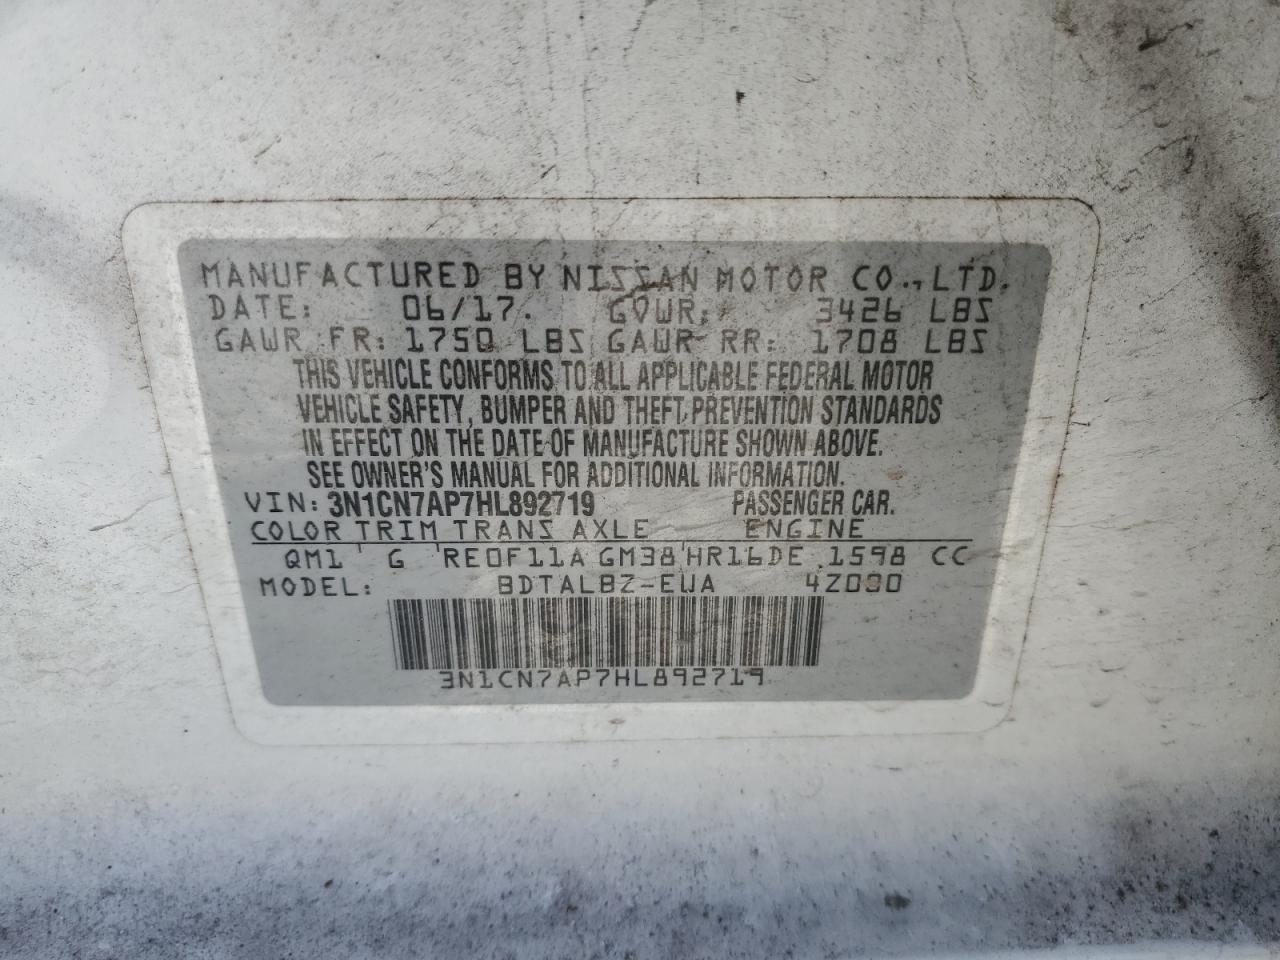 MANUFACTURED BY NISSAN MOTOR CO., LTD.
DATE: 06/17. GVWR: 3426 LBS
GAWR FR: 1750 LBS GAWR RR: 1708 LBS
THIS VEHICLE CONFORMS TO ALL APPLICABLE FEDERAL MOTOR
VEHICLE SAFETY, BUMPER AND THEFT PREVENTION STANDARDS
IN EFFECT ON THE DATE OF MANUFACTURE SHOWN ABOVE.
SEE OWNER'S MANUAL FOR ADDITIONAL INFORMATION.
VIN: 3N1CN7AP7HL892719 PASSENGER CAR.
COLOR TRIM TRANS AXLE ENGINE
QM1 G RE0F11A GM38 HR16DE 1598 CC
MODEL: BDTALBZ-EUA
3N1CN7AP7HL892719